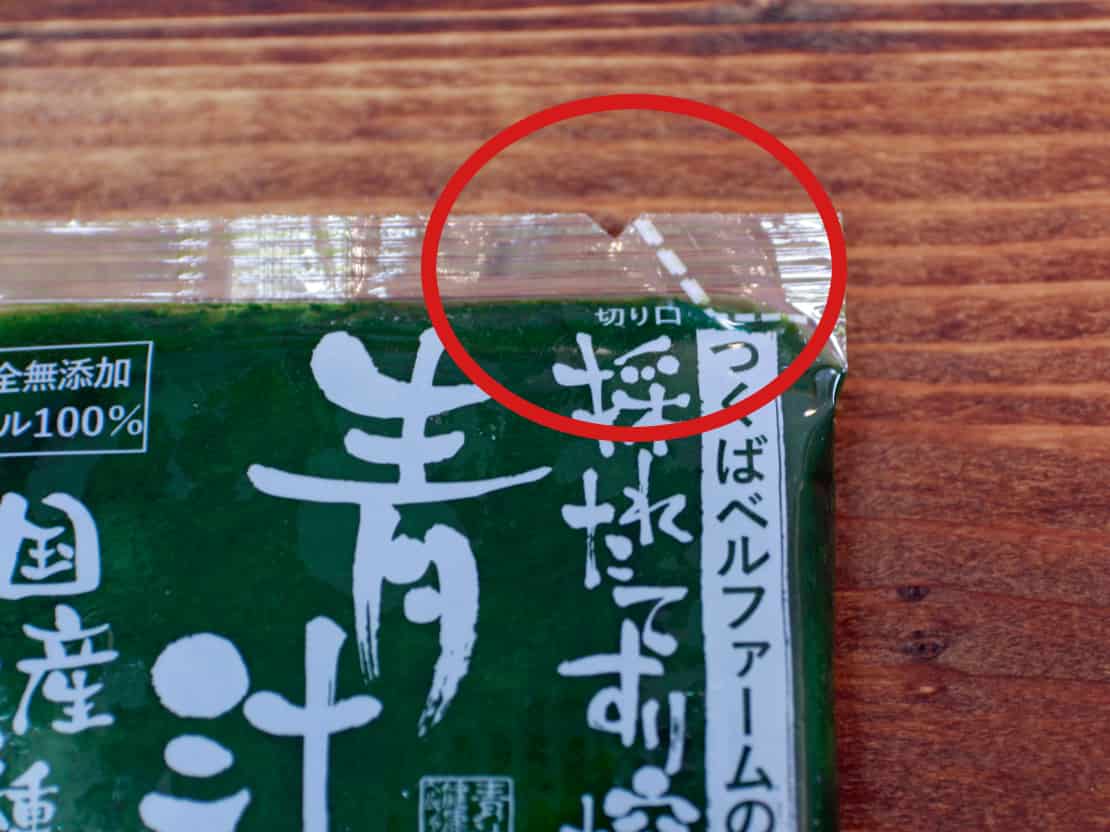 切り口
つくばベルファームの
採れたてすり
青汁
全無添加
ル100%
国産
種